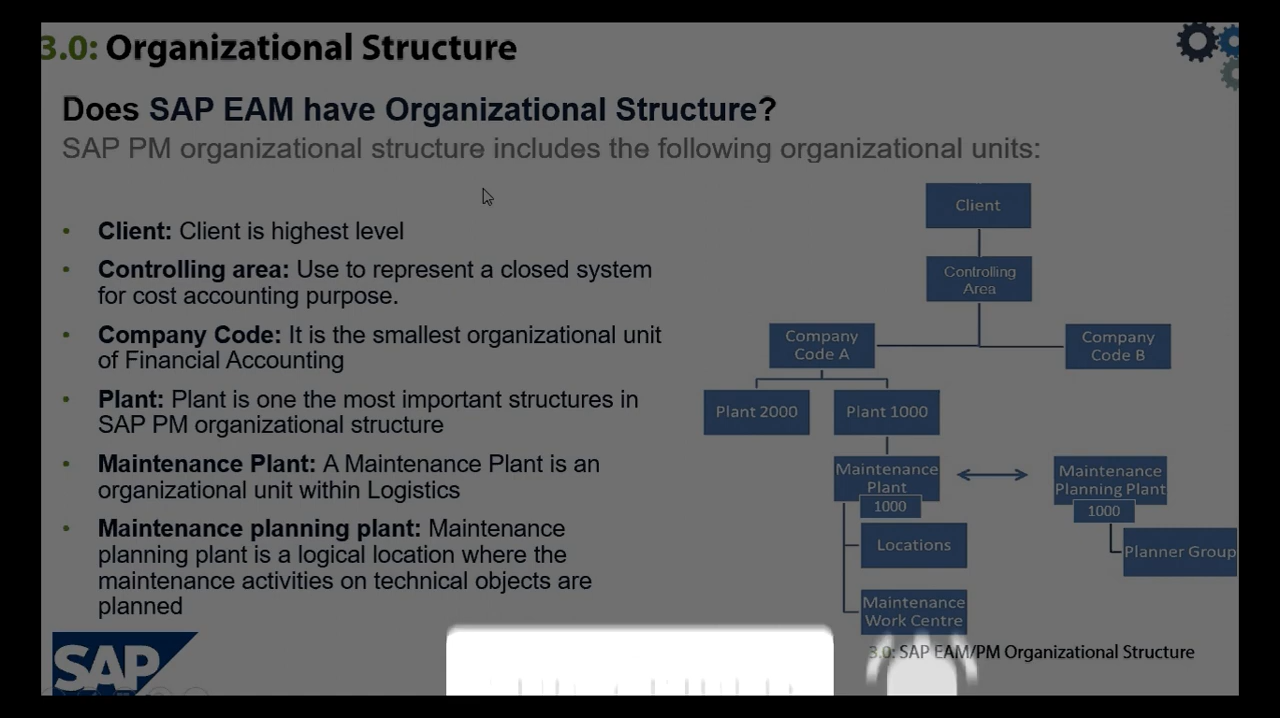 3.0: Organizational Structure
Does SAP EAM have Organizational Structure?
SAP PM organizational structure includes the following organizational units:
• Client: Client is highest level
• Controlling area: Use to represent a closed system
for cost accounting purpose.
• Company Code: It is the smallest organizational unit
of Financial Accounting
• Plant: Plant is one the most important structures in
SAP PM organizational structure
• Maintenance Plant: A Maintenance Plant is an
organizational unit within Logistics
• Maintenance planning plant: Maintenance
planning plant is a logical location where the
maintenance activities on technical objects are
planned
Client
Controlling
Area
Company
Code A
Company
Code B
Plant 2000
Plant 1000
Maintenance
Plant
1000
Maintenance
Planning Plant
1000
Locations
Planner Group
Maintenance
Work Centre
SAP
3.0: SAP EAM/PM Organizational Structure